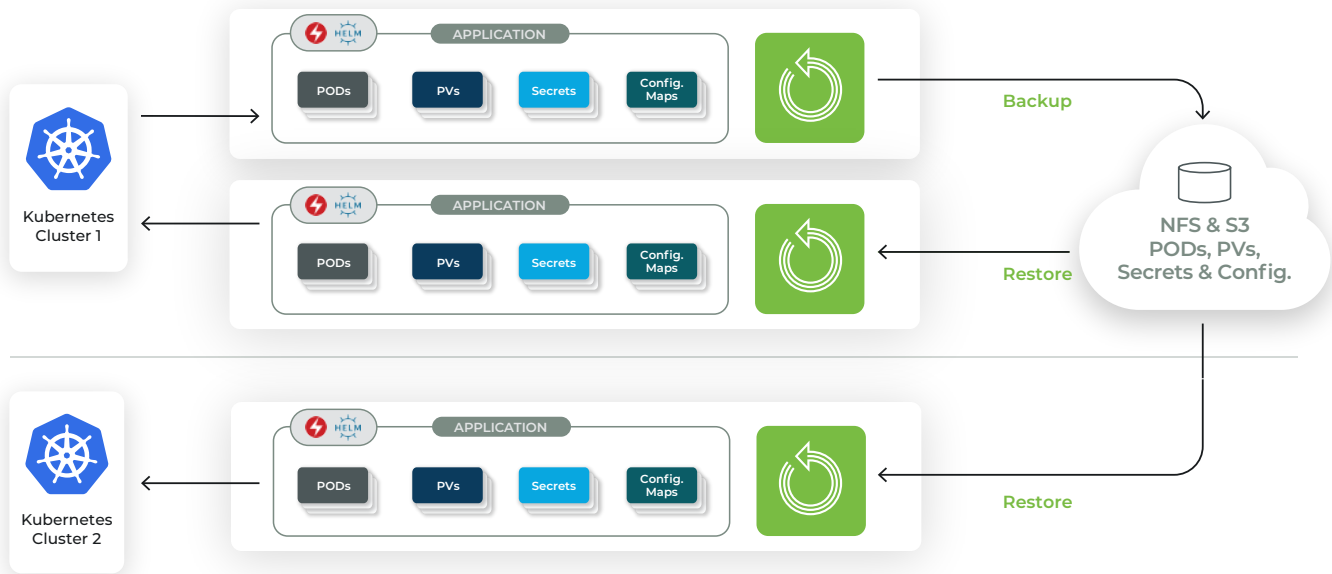 HELM
APPLICATION
PODs
PVs
Secrets
Config.
Maps
Backup
Kubernetes
Cluster 1
HELM
APPLICATION
PODs
PVs
Secrets
Config.
Maps
Restore
NFS & S3
PODs, PVs,
Secrets & Config.
HELM
APPLICATION
PODs
PVs
Secrets
Config.
Maps
Restore
Kubernetes
Cluster 2